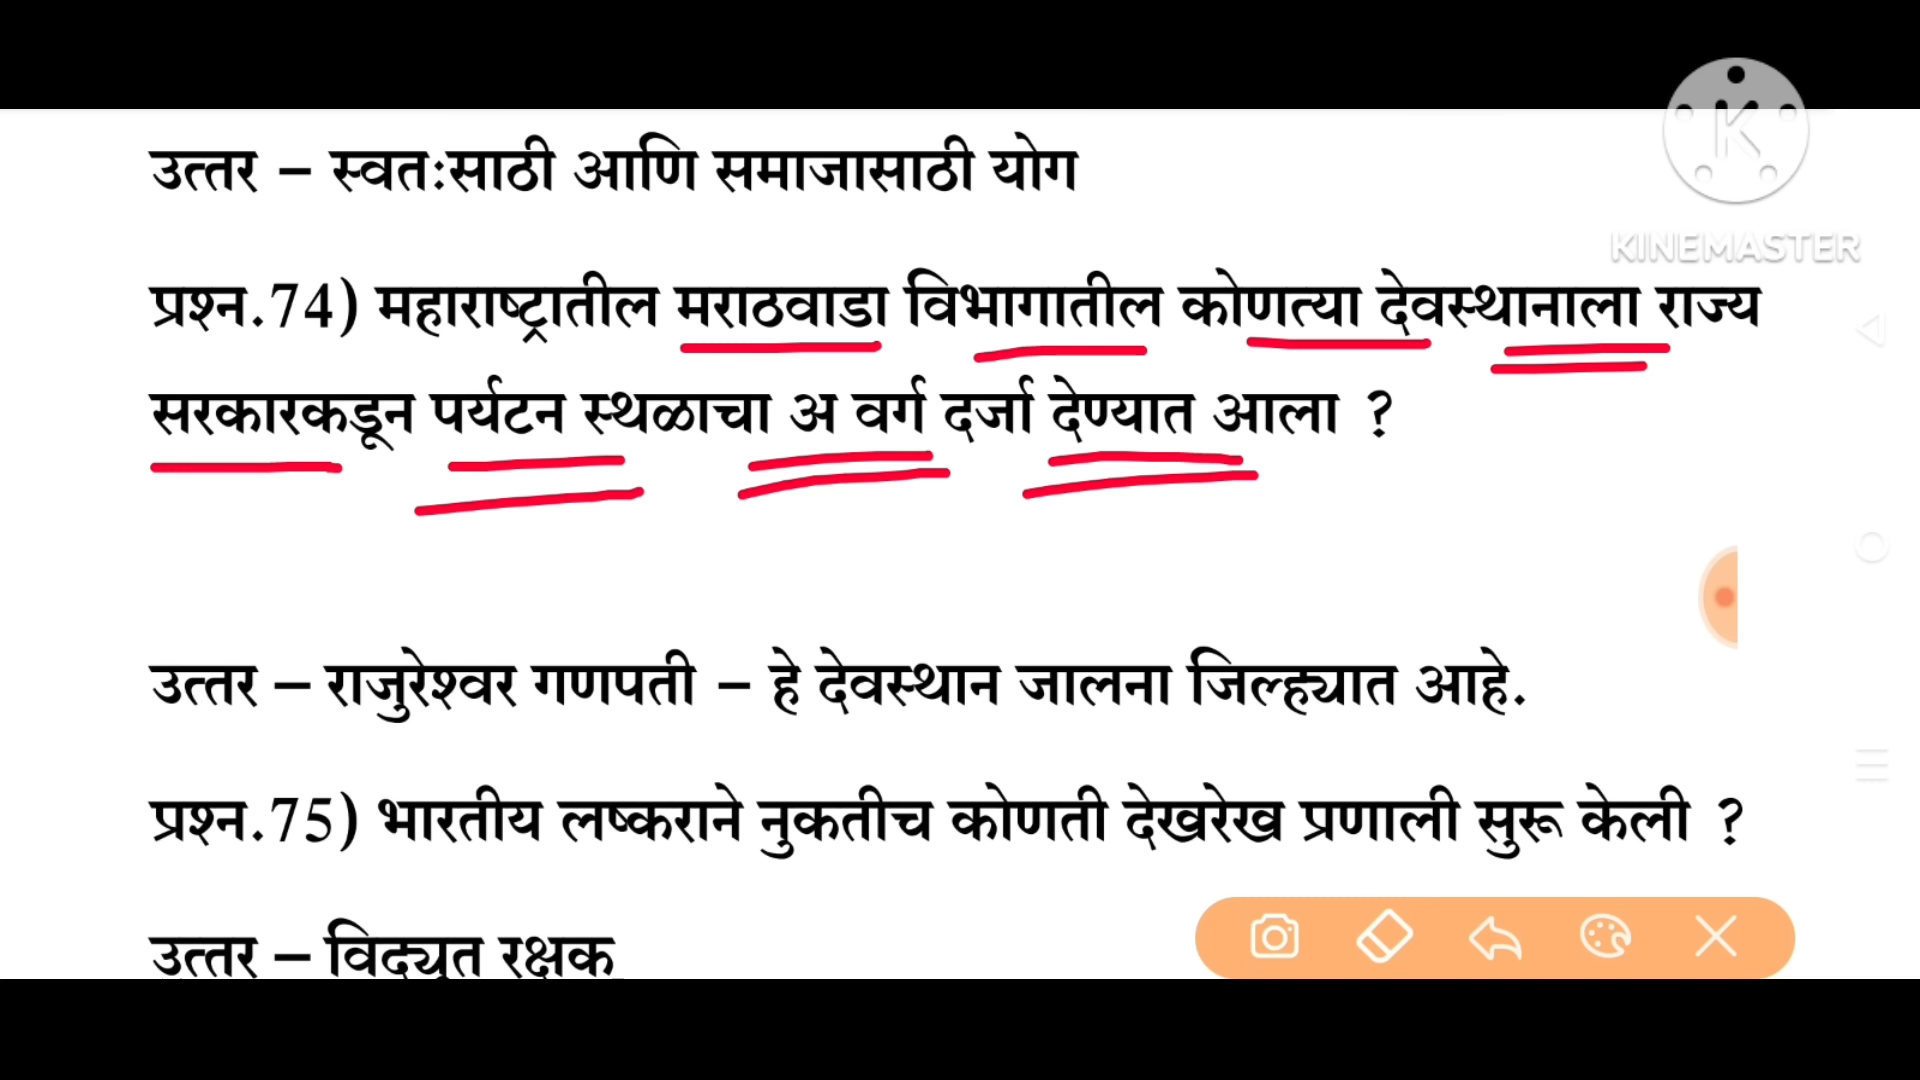 उत्तर – स्वतःसाठी आणि समाजासाठी योग
KINEMASTER
प्रश्न.74) महाराष्ट्रातील मराठवाडा विभागातील कोणत्या देवस्थानाला राज्य
सरकारकडून पर्यटन स्थळाचा अ वर्ग दर्जा देण्यात आला ?
उत्तर – राजुरेश्वर गणपती – हे देवस्थान जालना जिल्ह्यात आहे.
प्रश्न.75) भारतीय लष्कराने नुकतीच कोणती देखरेख प्रणाली सुरू केली ?
उत्तर – विद्युत रक्षक